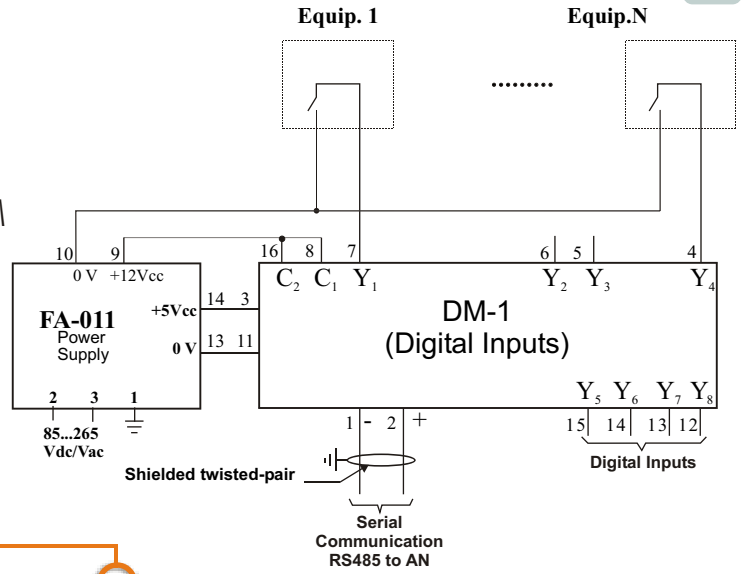 Equip. 1 Equip.N
.........
10 9 16 8 7 6 5 4
0 V +12Vcc C₂ C₁ Y₁ Y₂ Y₃ Y₄
FA-011
Power
Supply
+5Vcc 14 3
0 V 13 11
DM-1
(Digital Inputs)
2 3 1
85...265
Vdc/Vac
Y₅ Y₆ Y₇ Y₈
1 - 2 + 15 14 13 12
Digital Inputs
Shielded twisted-pair
Serial
Communication
RS485 to AN